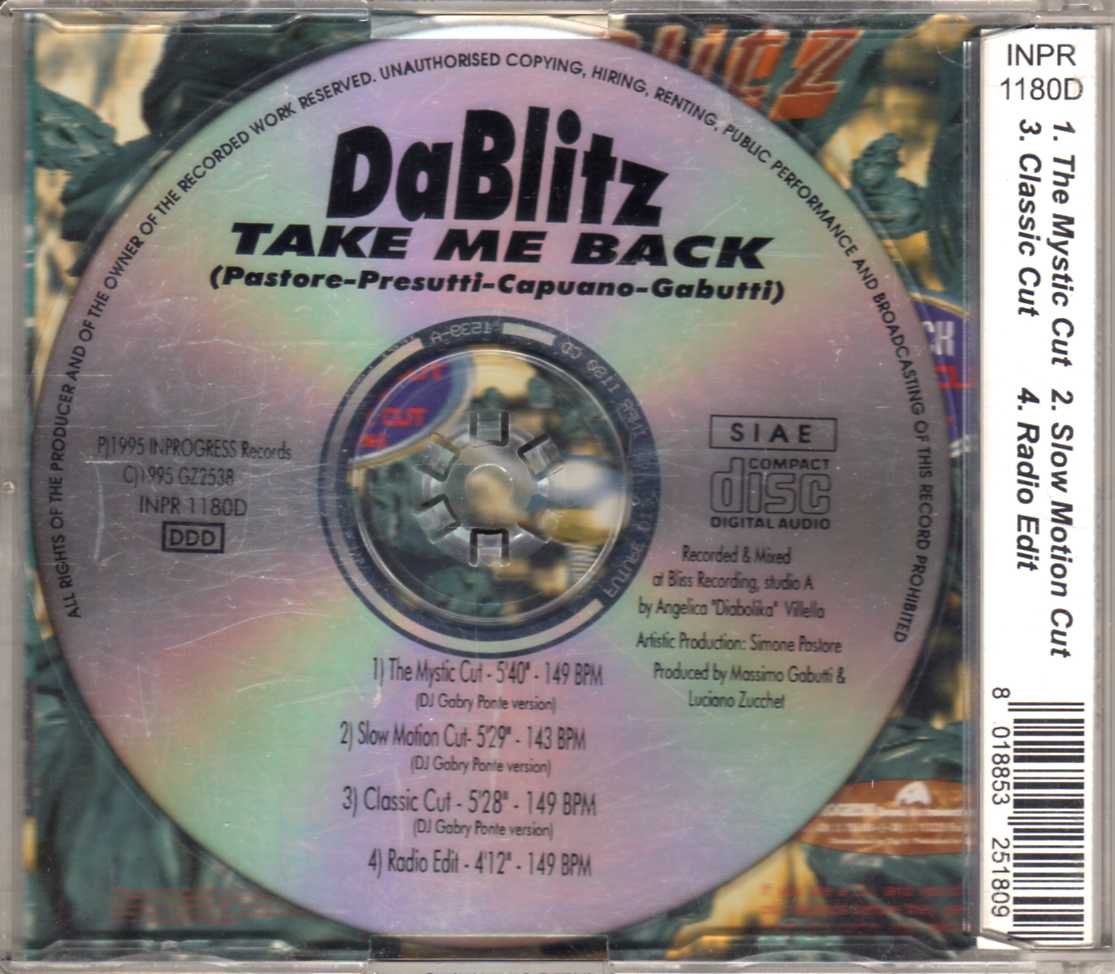 ALL RIGHTS OF THE PRODUCER AND OF THE OWNER OF THE RECORDED WORK RESERVED. UNAUTHORISED COPYING, HIRING, RENTING, PUBLIC PERFORMANCE AND BROADCASTING OF THIS RECORD PROHIBITED
DaBlitz
TAKE ME BACK
(Pastore-Presutti-Capuano-Gabutti)
P)1995 INPROGRESS Records
C)1995 GZ2538
INPR 1180D
DDD
SIAE
COMPACT
disc
DIGITAL AUDIO
Recorded & Mixed
at Bliss Recording, studio A
by Angelica "Diabolika" Villella
Artistic Production: Simone Pastore
Produced by Massimo Gabutti &
Luciano Zucchet
1) The Mystic Cut - 5'40" - 149 BPM
(DJ Gabry Ponte version)
2) Slow Motion Cut- 5'29" - 143 BPM
(DJ Gabry Ponte version)
3) Classic Cut - 5'28" - 149 BPM
(DJ Gabry Ponte version)
4) Radio Edit - 4'12" - 149 BPM
INPR
1180D
1. The Mystic Cut 2. Slow Motion Cut
3. Classic Cut 4. Radio Edit
8 018853 251809